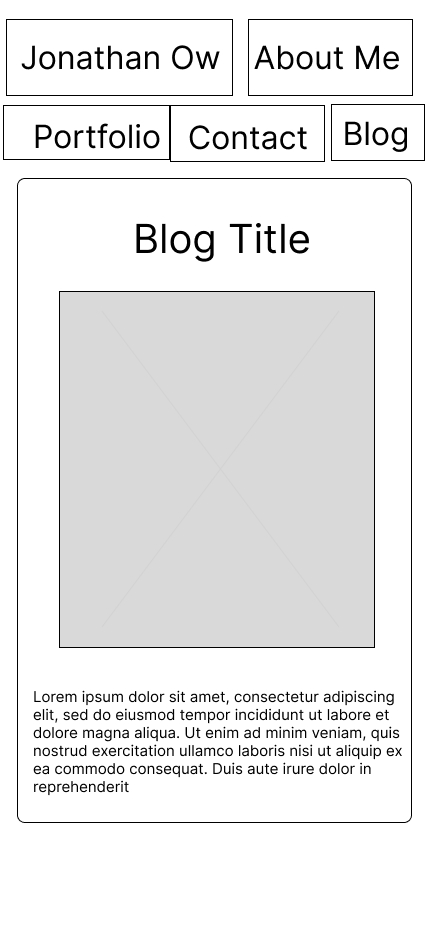 Jonathan Ow
About Me
Portfolio
Contact
Blog
Blog Title
Lorem ipsum dolor sit amet, consectetur adipiscing
elit, sed do eiusmod tempor incididunt ut labore et
dolore magna aliqua. Ut enim ad minim veniam, quis
nostrud exercitation ullamco laboris nisi ut aliquip ex
ea commodo consequat. Duis aute irure dolor in
reprehenderit